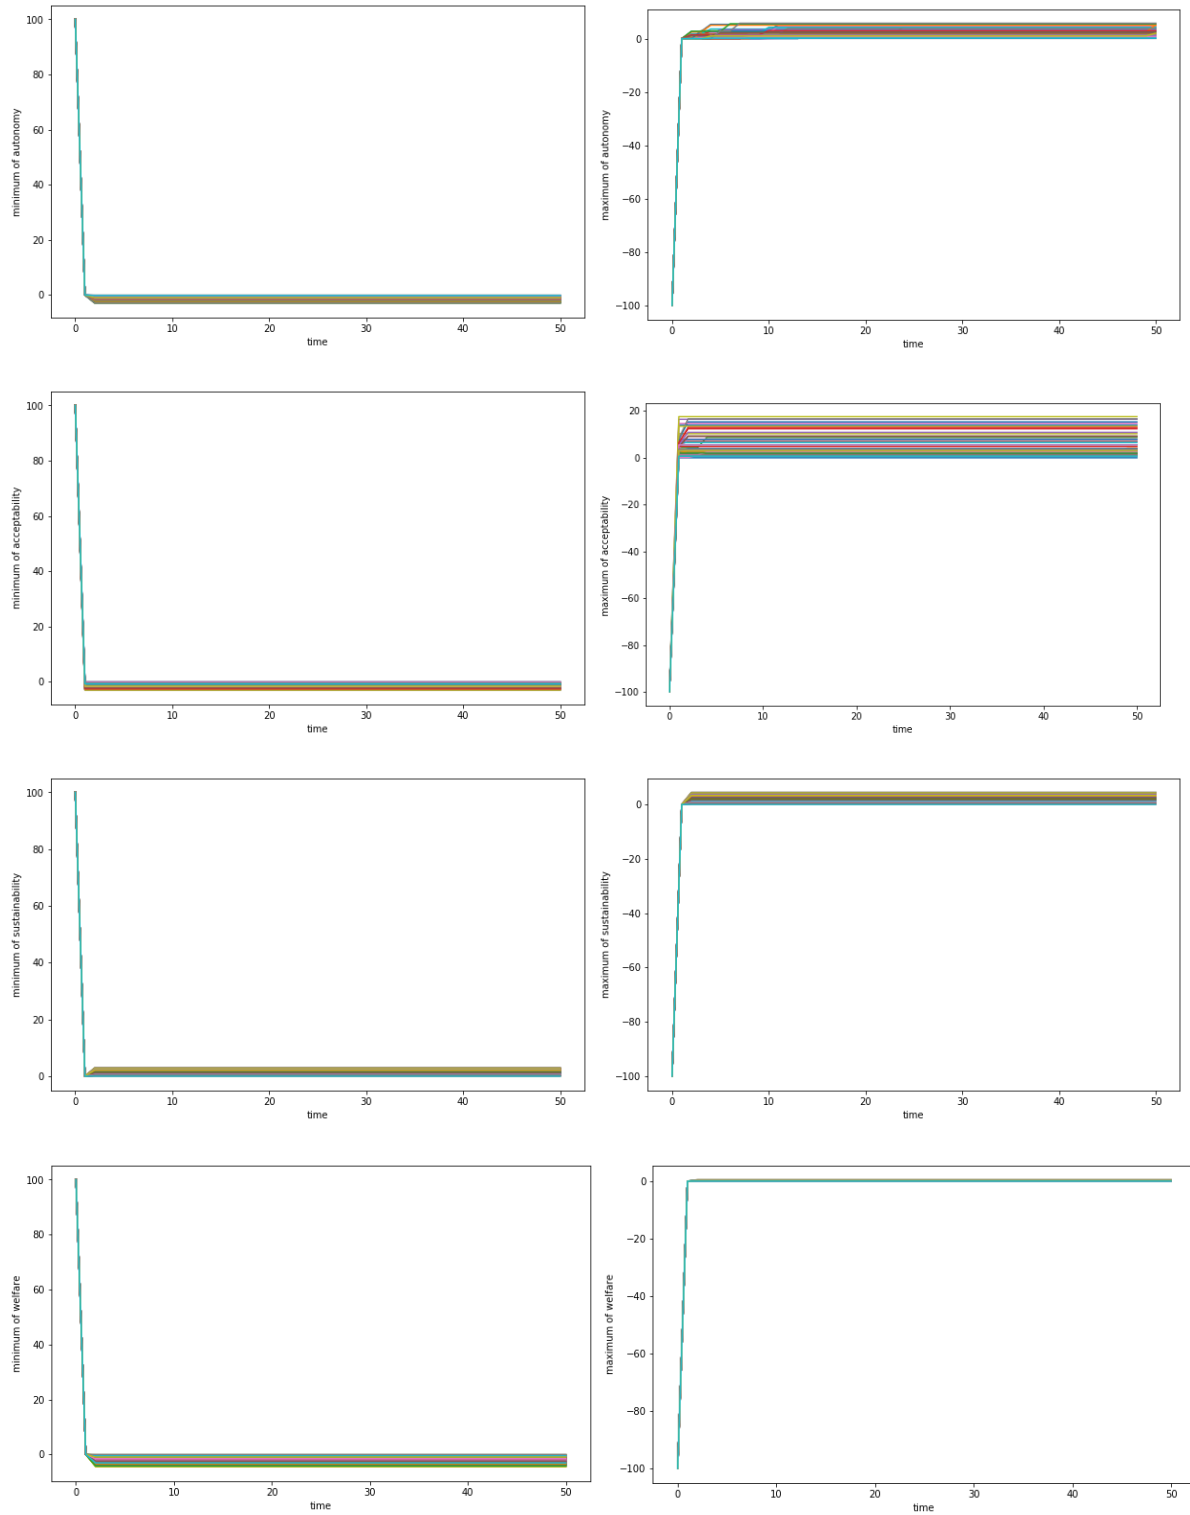 100
80
60
40
20
0
minimum of autonomy
0 10 20 30 40 50
time
0
−20
−40
−60
−80
−100
maximum of autonomy
0 10 20 30 40 50
time
100
80
60
40
20
0
minimum of acceptability
0 10 20 30 40 50
time
20
0
−20
−40
−60
−80
−100
maximum of acceptability
0 10 20 30 40 50
time
100
80
60
40
20
0
minimum of sustainability
0 10 20 30 40 50
time
0
−20
−40
−60
−80
−100
maximum of sustainability
0 10 20 30 40 50
time
100
80
60
40
20
0
minimum of welfare
0 10 20 30 40 50
time
0
−20
−40
−60
−80
−100
maximum of welfare
0 10 20 30 40 50
time